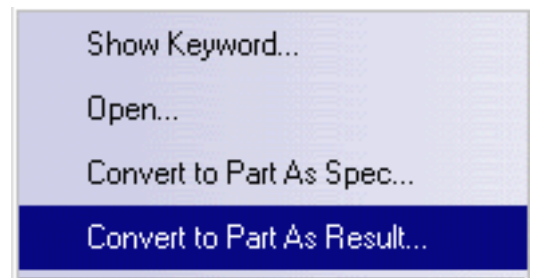 Show Keyword...
Open...
Convert to Part As Spec...
Convert to Part As Result...